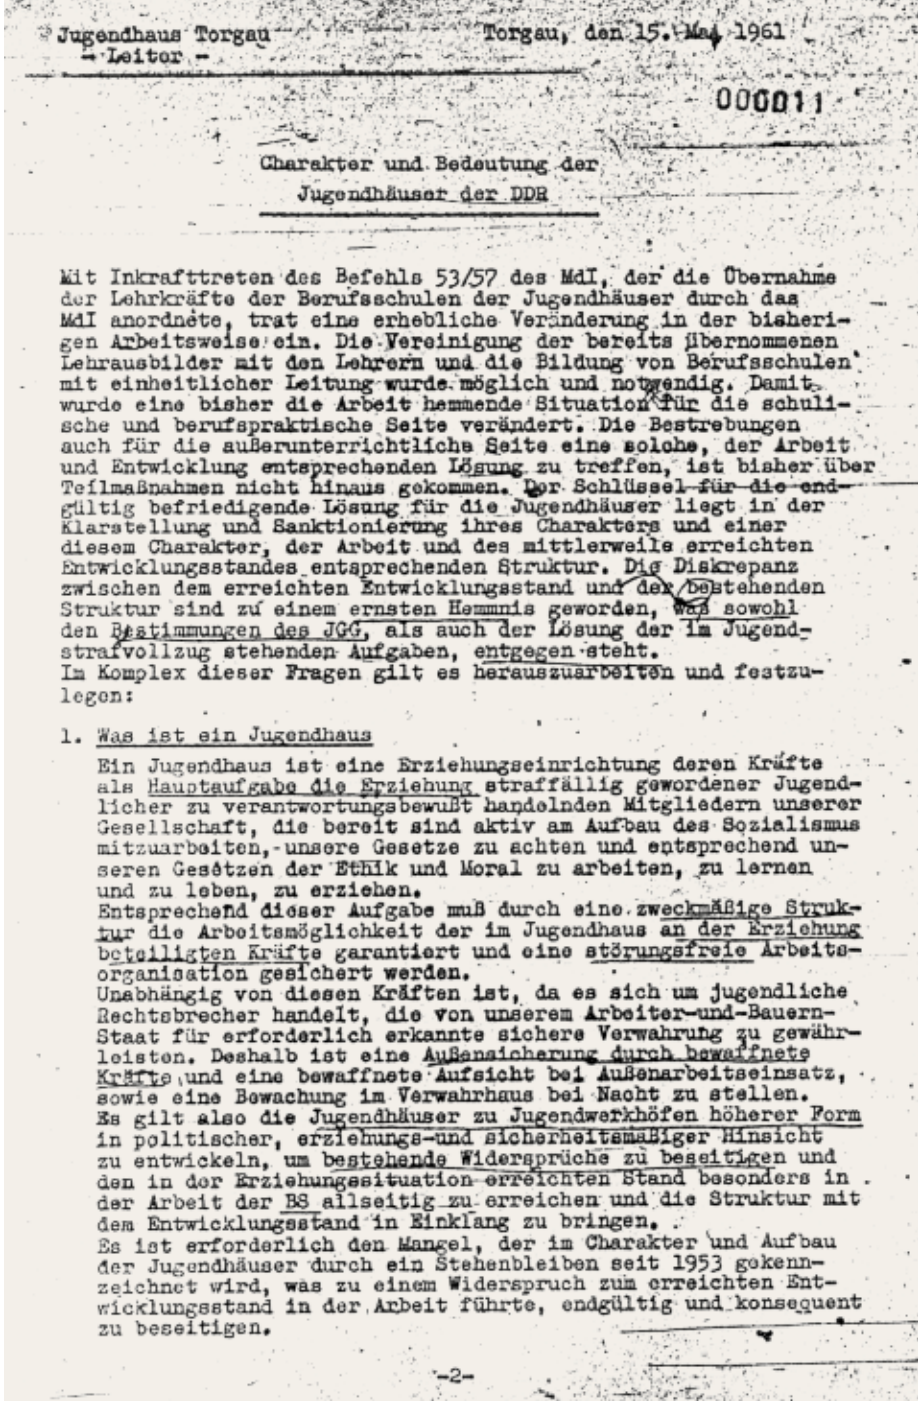 Jugendhaus Torgau Torgau, den 15. Mai 1961
- Leiter -
000011
Charakter und Bedeutung der
Jugendhäuser der DDR
Mit Inkrafttreten des Befehls 53/57 des MdI, der die Übernahme
der Lehrkräfte der Berufsschulen der Jugendhäuser durch das
MdI anordnete, trat eine erhebliche Veränderung in der bisheri-
gen Arbeitsweise ein. Die Vereinigung der bereits übernommenen
Lehrausbilder mit den Lehrern und die Bildung von Berufsschulen
mit einheitlicher Leitung wurde möglich und notwendig. Damit
wurde eine bisher die Arbeit hemmende Situation für die schuli-
sche und berufspraktische Seite verändert. Die Bestrebungen
auch für die außerunterrichtliche Seite eine solche, der Arbeit
und Entwicklung entsprechenden Lösung zu treffen, ist bisher über
Teilmaßnahmen nicht hinaus gekommen. Der Schlüssel für die end-
gültig befriedigende Lösung für die Jugendhäuser liegt in der
Klarstellung und Sanktionierung ihres Charakters und einer
diesem Charakter, der Arbeit und des mittlerweile erreichten
Entwicklungsstandes entsprechenden Struktur. Die Diskrepanz
zwischen dem erreichten Entwicklungsstand und der bestehenden
Struktur sind zu einem ernsten Hemmnis geworden, was sowohl
den Bestimmungen des JGG, als auch der Lösung der im Jugend-
strafvollzug stehenden Aufgaben, entgegen steht.
Im Komplex dieser Fragen gilt es herauszuarbeiten und festzu-
legen:
1. Was ist ein Jugendhaus
Ein Jugendhaus ist eine Erziehungseinrichtung deren Kräfte
als Hauptaufgabe die Erziehung straffällig gewordener Jugend-
licher zu verantwortungsbewußt handelnden Mitgliedern unserer
Gesellschaft, die bereit sind aktiv am Aufbau des Sozialismus
mitzuarbeiten, unsere Gesetze zu achten und entsprechend un-
seren Gesetzen der Ethik und Moral zu arbeiten, zu lernen
und zu leben, zu erziehen.
Entsprechend dieser Aufgabe muß durch eine zweckmäßige Struk-
tur die Arbeitsmöglichkeit der im Jugendhaus an der Erziehung
beteiligten Kräfte garantiert und eine störungsfreie Arbeits-
organisation gesichert werden.
Unabhängig von diesen Kräften ist, da es sich um jugendliche
Rechtsbrecher handelt, die von unserem Arbeiter-und-Bauern-
Staat für erforderlich erkannte sichere Verwahrung zu gewähr-
leisten. Deshalb ist eine Außensicherung durch bewaffnete
Kräfte und eine bewaffnete Aufsicht bei Außenarbeitseinsatz,
sowie eine Bewachung im Verwahrhaus bei Nacht zu stellen.
Es gilt also die Jugendhäuser zu Jugendwerkhöfen höherer Form
in politischer, erziehungs-und sicherheitsmäßiger Hinsicht
zu entwickeln, um bestehende Widersprüche zu beseitigen und
den in der Erziehungssituation erreichten Stand besonders in
der Arbeit der BS allseitig zu erreichen und die Struktur mit
dem Entwicklungsstand in Einklang zu bringen.
Es ist erforderlich den Mangel, der im Charakter und Aufbau
der Jugendhäuser durch ein Stehenbleiben seit 1953 gekenn-
zeichnet wird, was zu einem Widerspruch zum erreichten Ent-
wicklungsstand in der Arbeit führte, endgültig und konsequent
zu beseitigen.
-2-